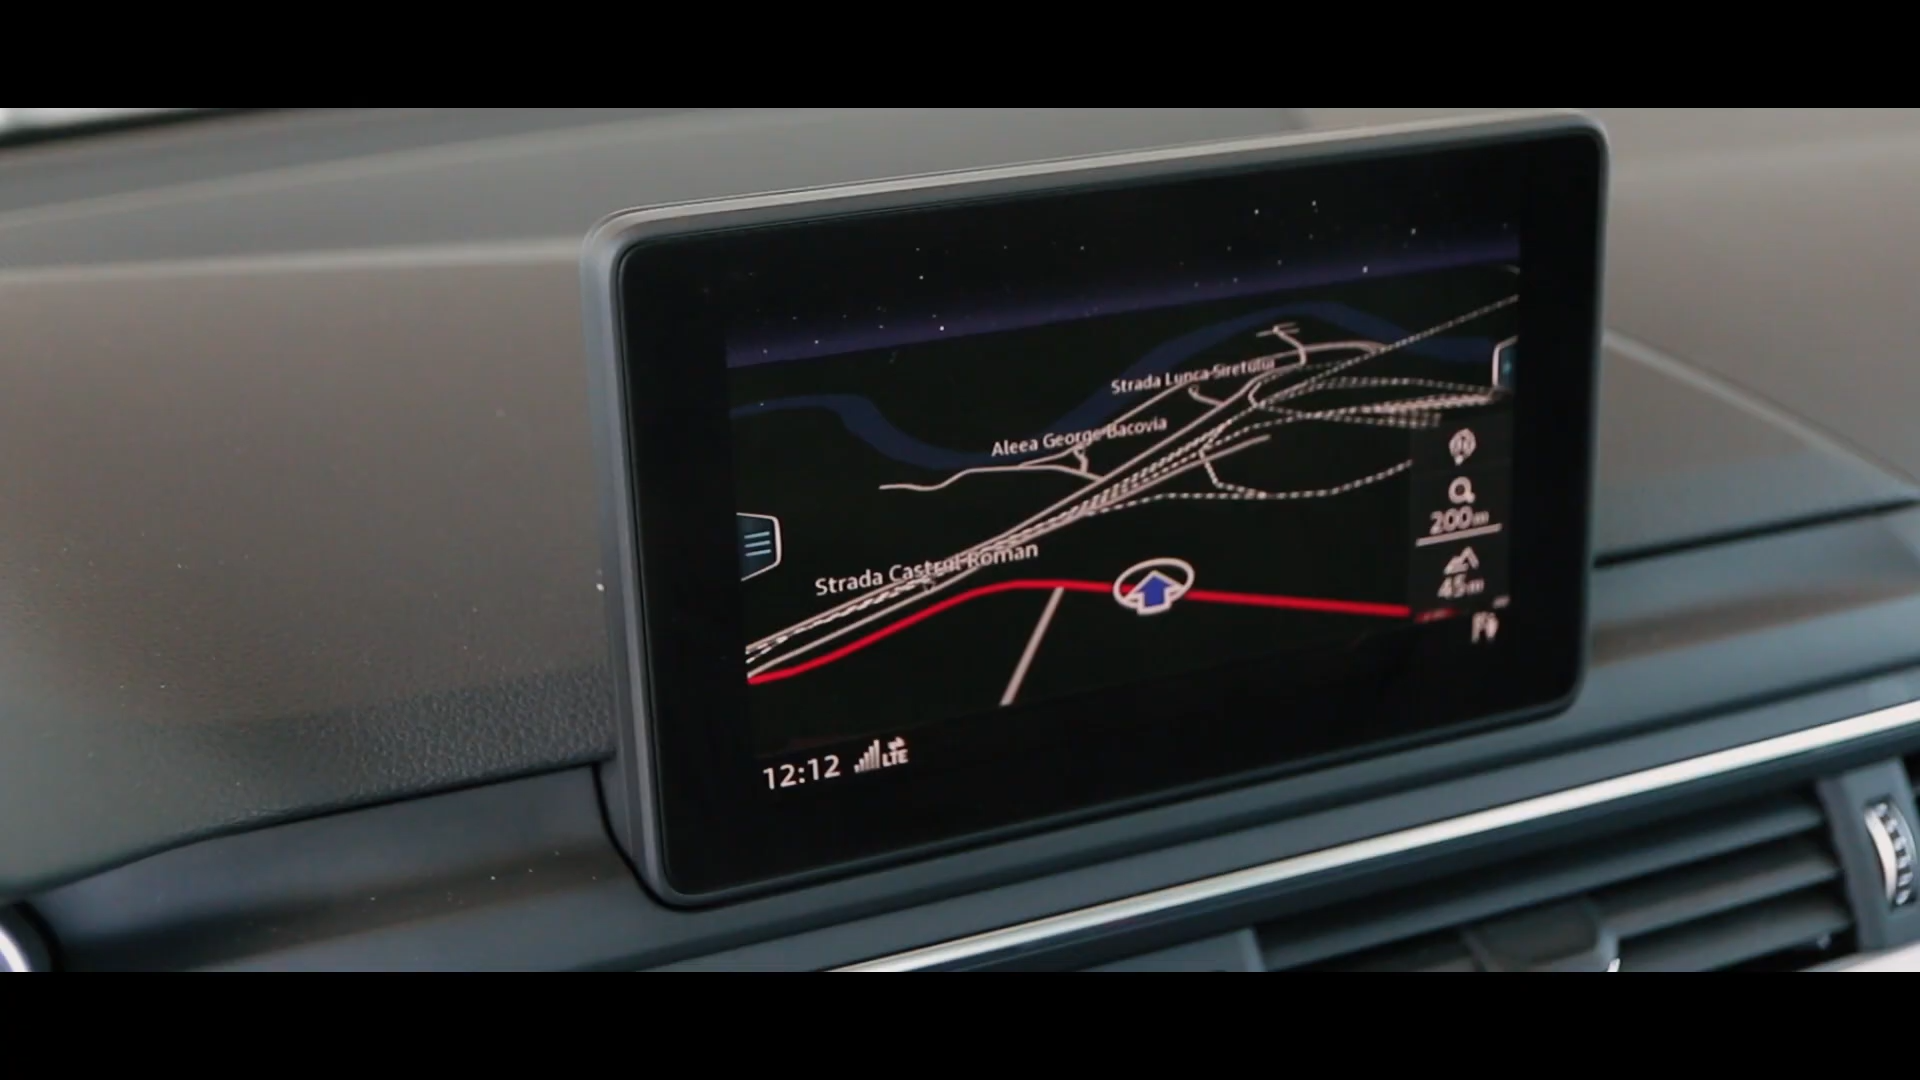 Strada Lunca Siretului
Aleea George Bacovia
200m
Strada Castrul Roman
45m
12:12 LTE